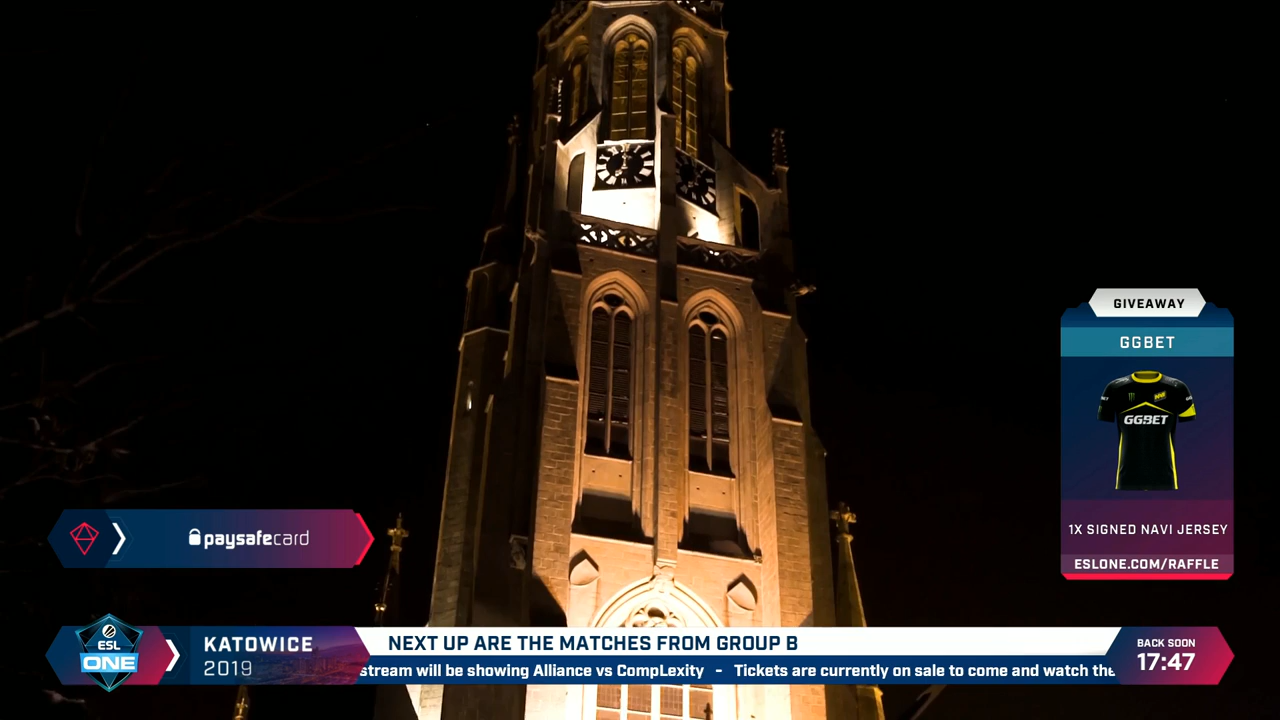 GIVEAWAY
GGBET
GGBET
1X SIGNED NAVI JERSEY
ESLONE.COM/RAFFLE
paysafecard
ESL
ONE
KATOWICE
2019
NEXT UP ARE THE MATCHES FROM GROUP B
stream will be showing Alliance vs CompLexity - Tickets are currently on sale to come and watch the
BACK SOON
17:47